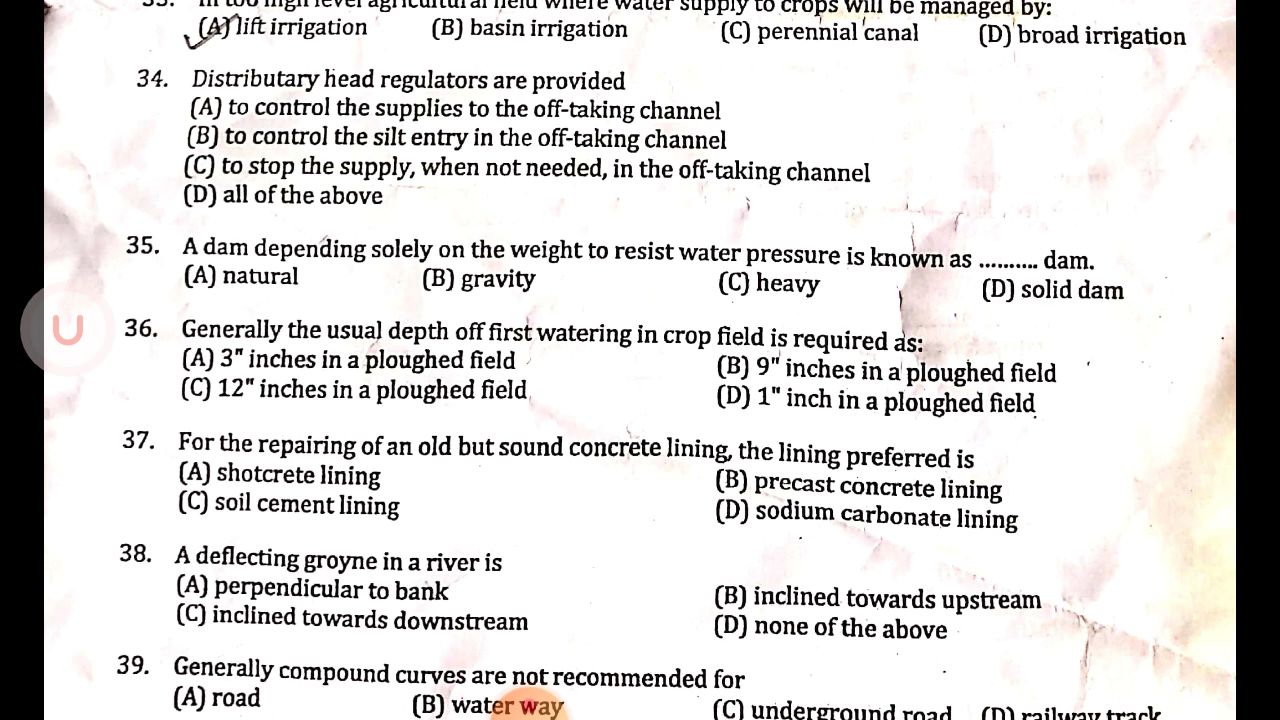 33. In too high level agricultural field where water supply to crops will be managed by:
(A) lift irrigation (B) basin irrigation (C) perennial canal (D) broad irrigation
34. Distributary head regulators are provided
(A) to control the supplies to the off-taking channel
(B) to control the silt entry in the off-taking channel
(C) to stop the supply, when not needed, in the off-taking channel
(D) all of the above
35. A dam depending solely on the weight to resist water pressure is known as .......... dam.
(A) natural (B) gravity (C) heavy (D) solid dam
36. Generally the usual depth off first watering in crop field is required as:
(A) 3" inches in a ploughed field (B) 9" inches in a ploughed field
(C) 12" inches in a ploughed field (D) 1" inch in a ploughed field
37. For the repairing of an old but sound concrete lining, the lining preferred is
(A) shotcrete lining (B) precast concrete lining
(C) soil cement lining (D) sodium carbonate lining
38. A deflecting groyne in a river is
(A) perpendicular to bank (B) inclined towards upstream
(C) inclined towards downstream (D) none of the above
39. Generally compound curves are not recommended for
(A) road (B) water way (C) underground road (D) railway track